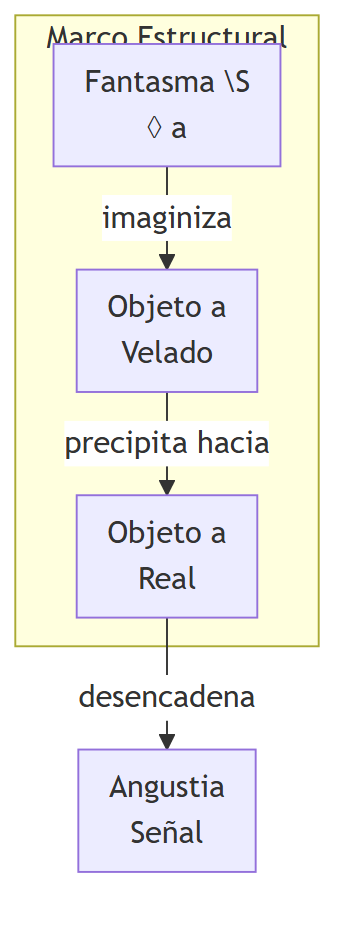 Marco Estructural
Fantasma \S
◊ a
imaginiza
Objeto a
Velado
precipita hacia
Objeto a
Real
desencadena
Angustia
Señal